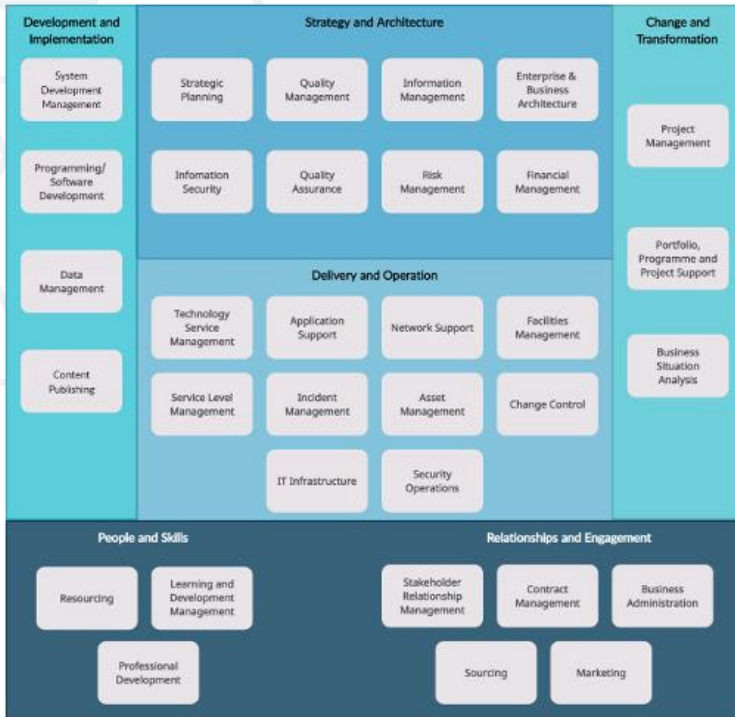 Development and
Implementation
System
Development
Management
Programming/
Software
Development
Data
Management
Content
Publishing
Strategy and Architecture
Strategic
Planning
Quality
Management
Information
Management
Enterprise &
Business
Architecture
Infomation
Security
Quality
Assurance
Risk
Management
Financial
Management
Delivery and Operation
Technology
Service
Management
Application
Support
Network Support
Facilities
Management
Service Level
Management
Incident
Management
Asset
Management
Change Control
IT Infrastructure
Security
Operations
Change and
Transformation
Project
Management
Portfolio,
Programme and
Project Support
Business
Situation
Analysis
People and Skills
Resourcing
Learning and
Development
Management
Professional
Development
Relationships and Engagement
Stakeholder
Relationship
Management
Contract
Management
Business
Administration
Sourcing
Marketing